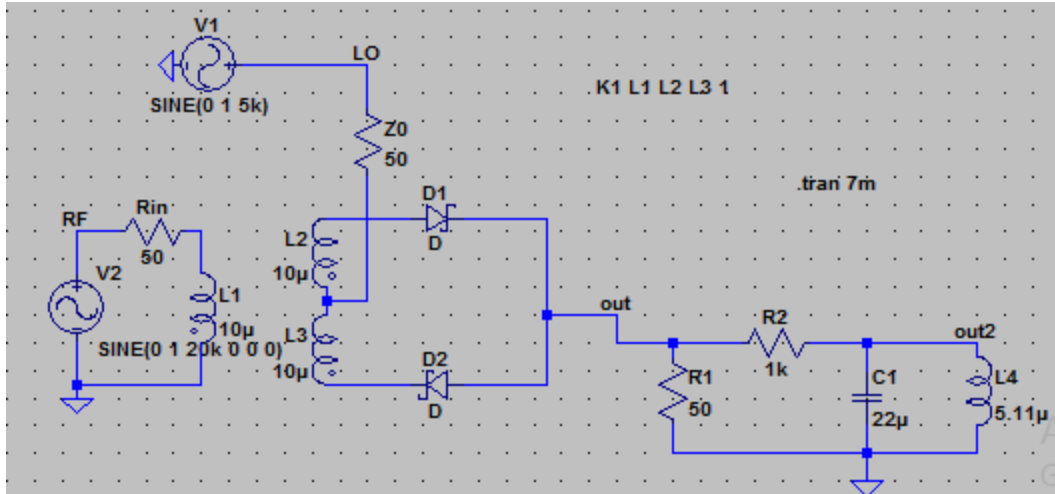 V1
LO
SINE(0 1 5k)
K1 L1 L2 L3 1
Z0
50
.tran 7m
D1
D
RF
Rin
50
V2
L1
10µ
SINE(0 1 20k 0 0 0)
L2
10µ
L3
10µ
D2
D
out
R2
1k
out2
R1
50
C1
22µ
L4
5.11µ